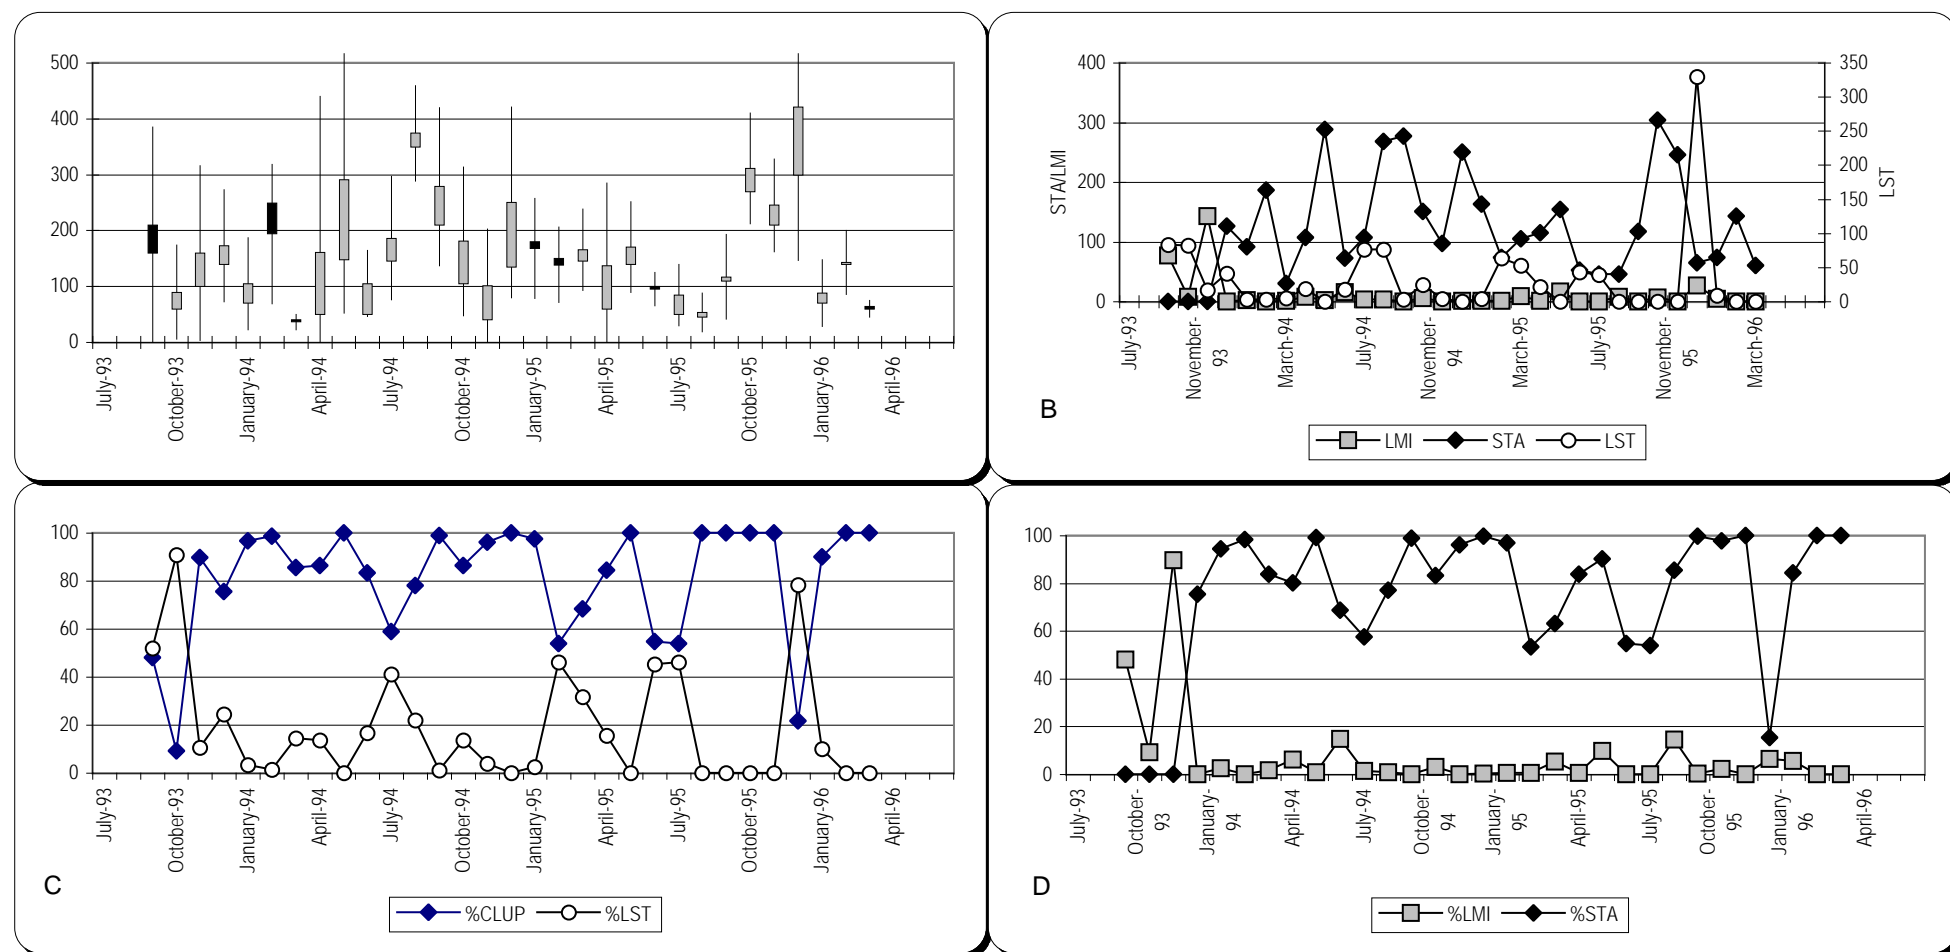 500
400
300
200
100
0
July-93
October-93
January-94
April-94
July-94
October-94
January-95
April-95
July-95
October-95
January-96
April-96
400
300
200
100
0
STA/LMI
350
300
250
200
150
100
50
0
LST
July-93
November-
93
March-94
July-94
November-
94
March-95
July-95
November-
95
March-96
B
LMI STA LST
100
80
60
40
20
0
July-93
October-93
January-94
April-94
July-94
October-94
January-95
April-95
July-95
October-95
January-96
April-96
C
%CLUP %LST
100
80
60
40
20
0
July-93
October-
93
January-
94
April-94
July-94
October-
94
January-
95
April-95
July-95
October-
95
January-
96
April-96
D
%LMI %STA